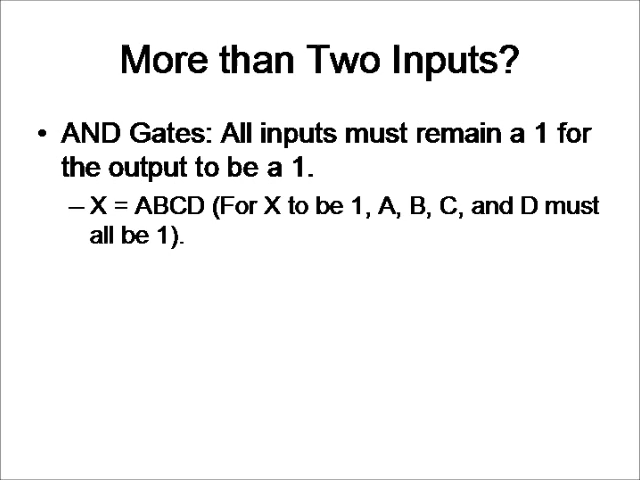 More than Two Inputs?
• AND Gates: All inputs must remain a 1 for
the output to be a 1.
– X = ABCD (For X to be 1, A, B, C, and D must
all be 1).